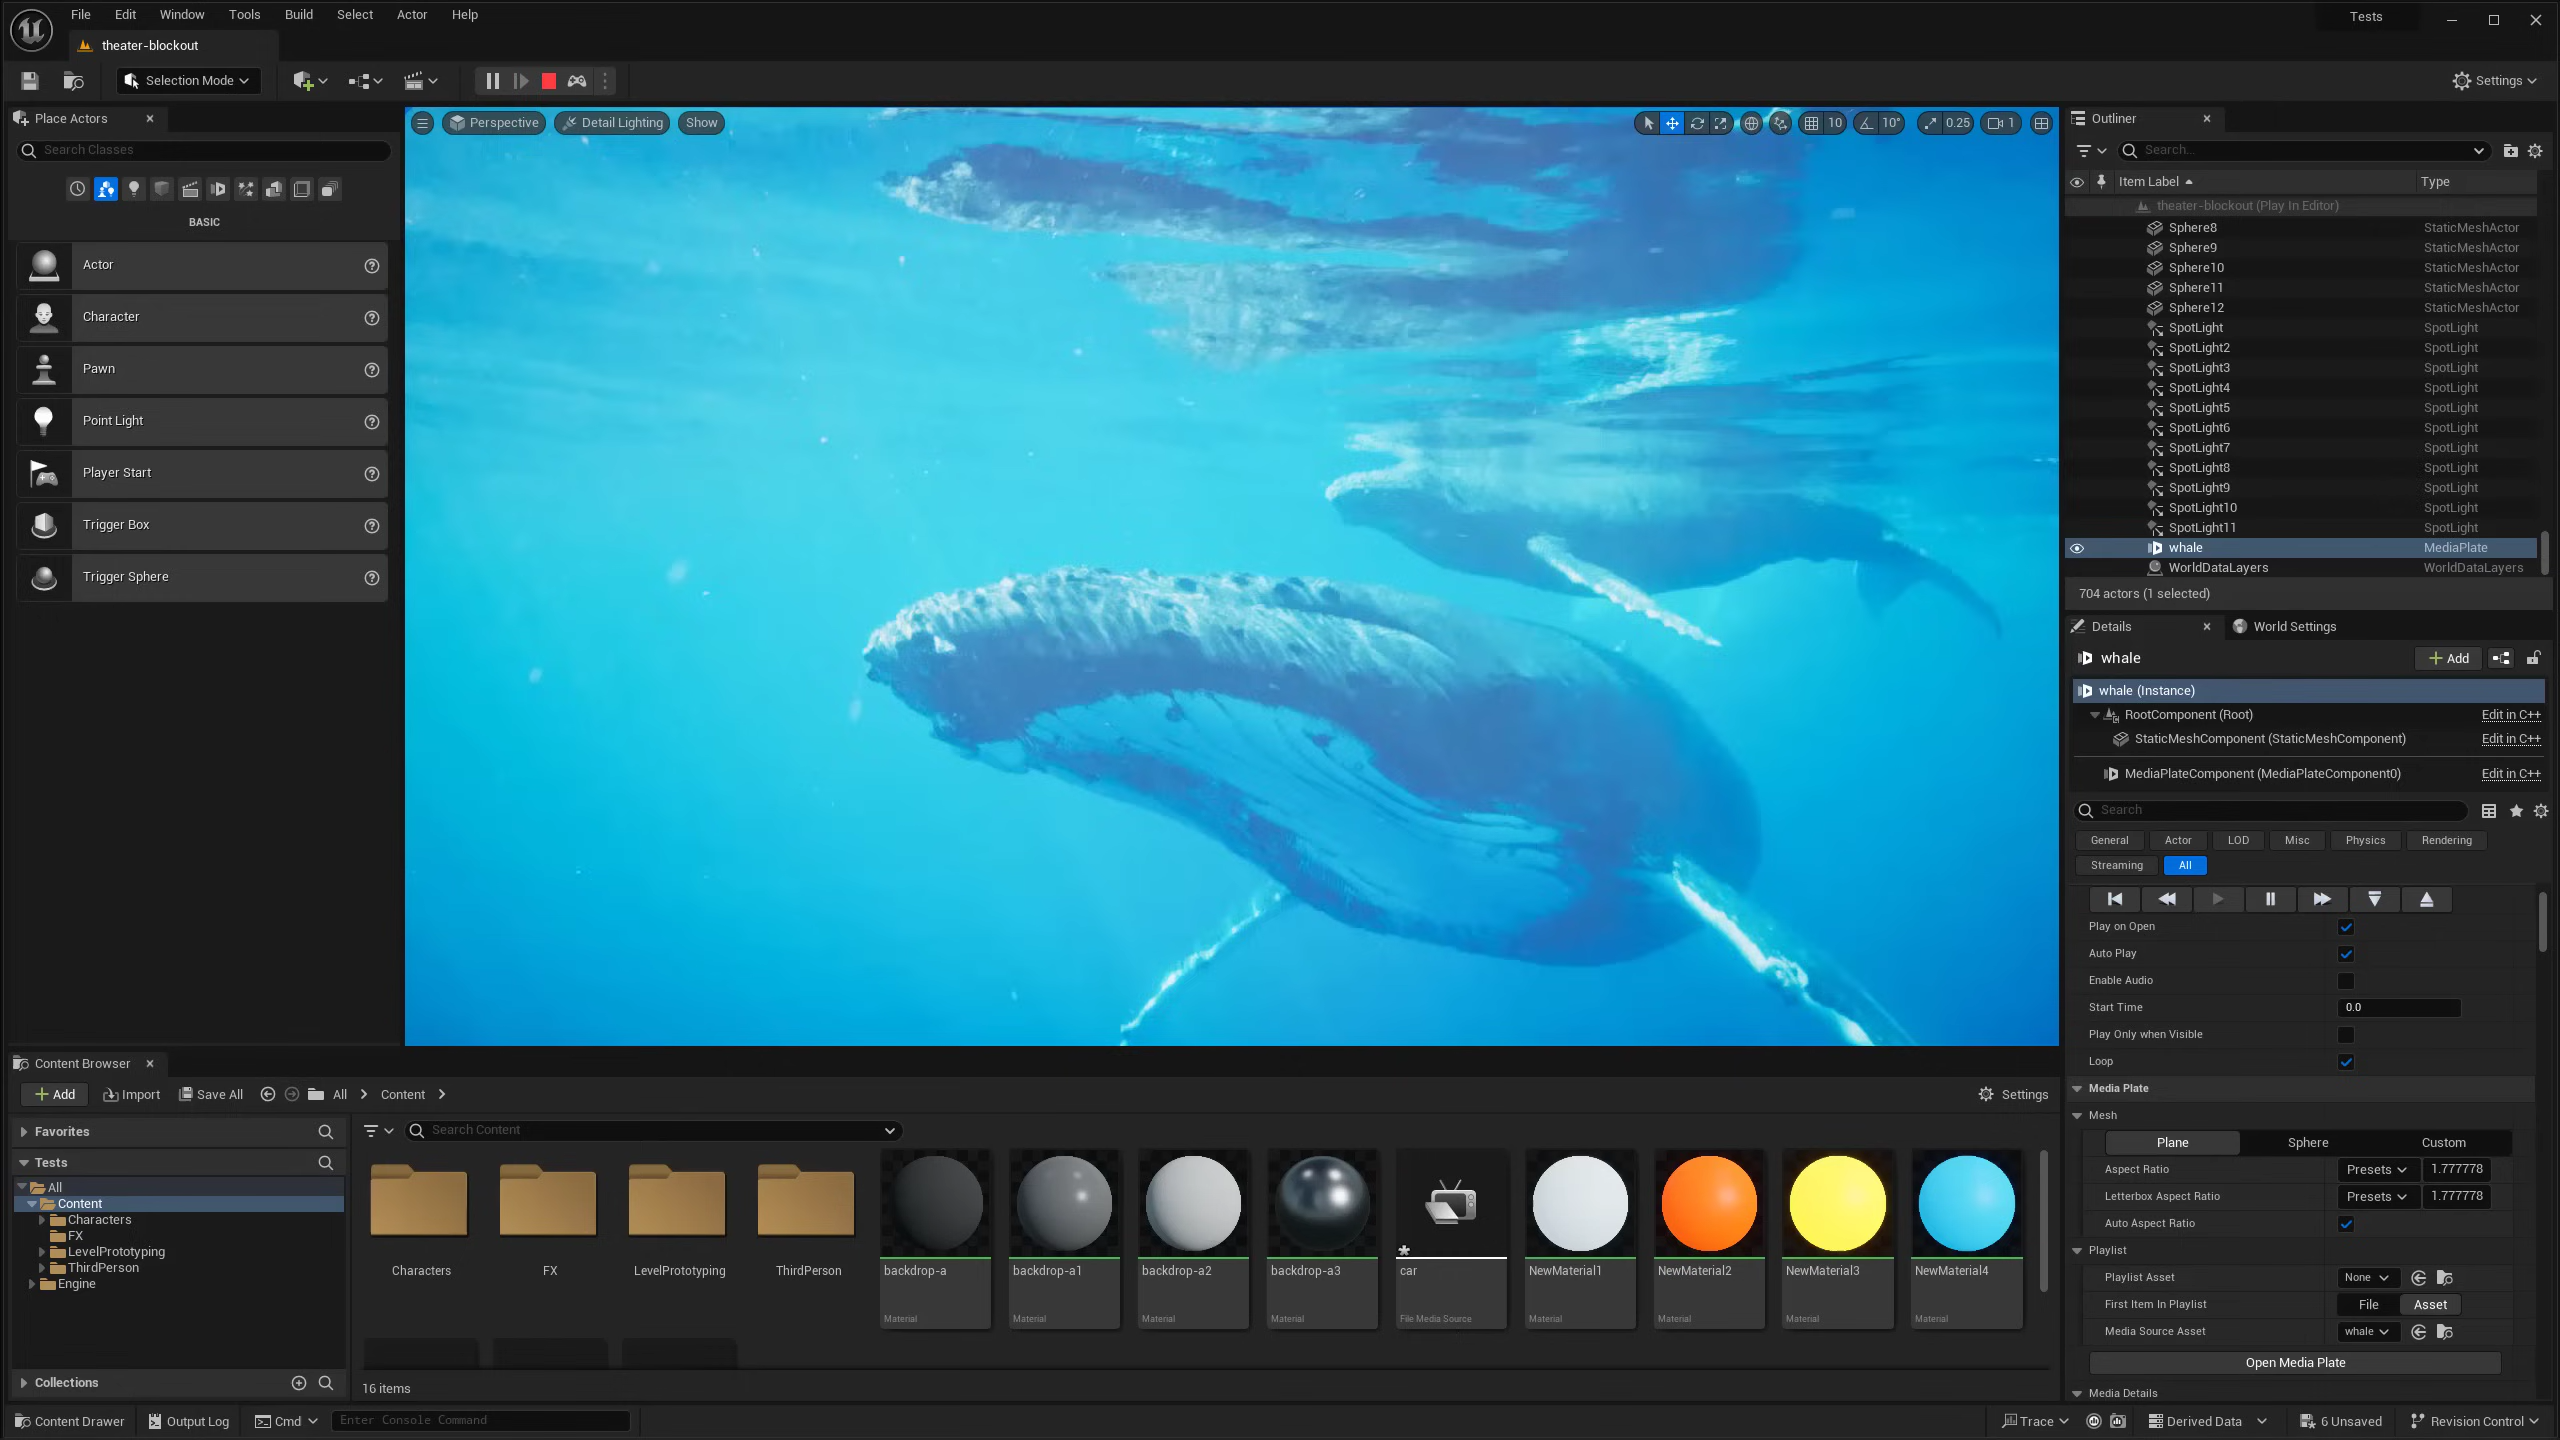 File Edit Window Tools Build Select Actor Help
Tests
theater-blockout
Selection Mode
Settings
Place Actors
Search Classes
BASIC
Actor
Character
Pawn
Point Light
Player Start
Trigger Box
Trigger Sphere
Perspective Detail Lighting Show
10 10° 0.25 1
Outliner
Search...
Item Label Type
theater-blockout (Play In Editor)
Sphere8 StaticMeshActor
Sphere9 StaticMeshActor
Sphere10 StaticMeshActor
Sphere11 StaticMeshActor
Sphere12 StaticMeshActor
SpotLight SpotLight
SpotLight2 SpotLight
SpotLight3 SpotLight
SpotLight4 SpotLight
SpotLight5 SpotLight
SpotLight6 SpotLight
SpotLight7 SpotLight
SpotLight8 SpotLight
SpotLight9 SpotLight
SpotLight10 SpotLight
SpotLight11 SpotLight
whale MediaPlate
WorldDataLayers WorldDataLayers
704 actors (1 selected)
Details World Settings
whale
Add
whale (Instance)
RootComponent (Root) Edit in C++
StaticMeshComponent (StaticMeshComponent) Edit in C++
MediaPlateComponent (MediaPlateComponent0) Edit in C++
Search
General Actor LOD Misc Physics Rendering
Streaming All
Play on Open
Auto Play
Enable Audio
Start Time 0.0
Play Only when Visible
Loop
Media Plate
Mesh
Plane Sphere Custom
Aspect Ratio Presets 1.777778
Letterbox Aspect Ratio Presets 1.777778
Auto Aspect Ratio
Playlist
Playlist Asset None
First Item In Playlist File Asset
Media Source Asset whale
Open Media Plate
Media Details
Content Browser
Add Import Save All All Content
Settings
Favorites
Tests
All
Content
Characters
FX
LevelPrototyping
ThirdPerson
Engine
Collections
Search Content
Characters FX LevelPrototyping ThirdPerson backdrop-a backdrop-a1 backdrop-a2 backdrop-a3 car NewMaterial1 NewMaterial2 NewMaterial3 NewMaterial4
Material Material Material Material File Media Source Material Material Material Material
16 items
Content Drawer Output Log Cmd Enter Console Command
Trace Derived Data 6 Unsaved Revision Control